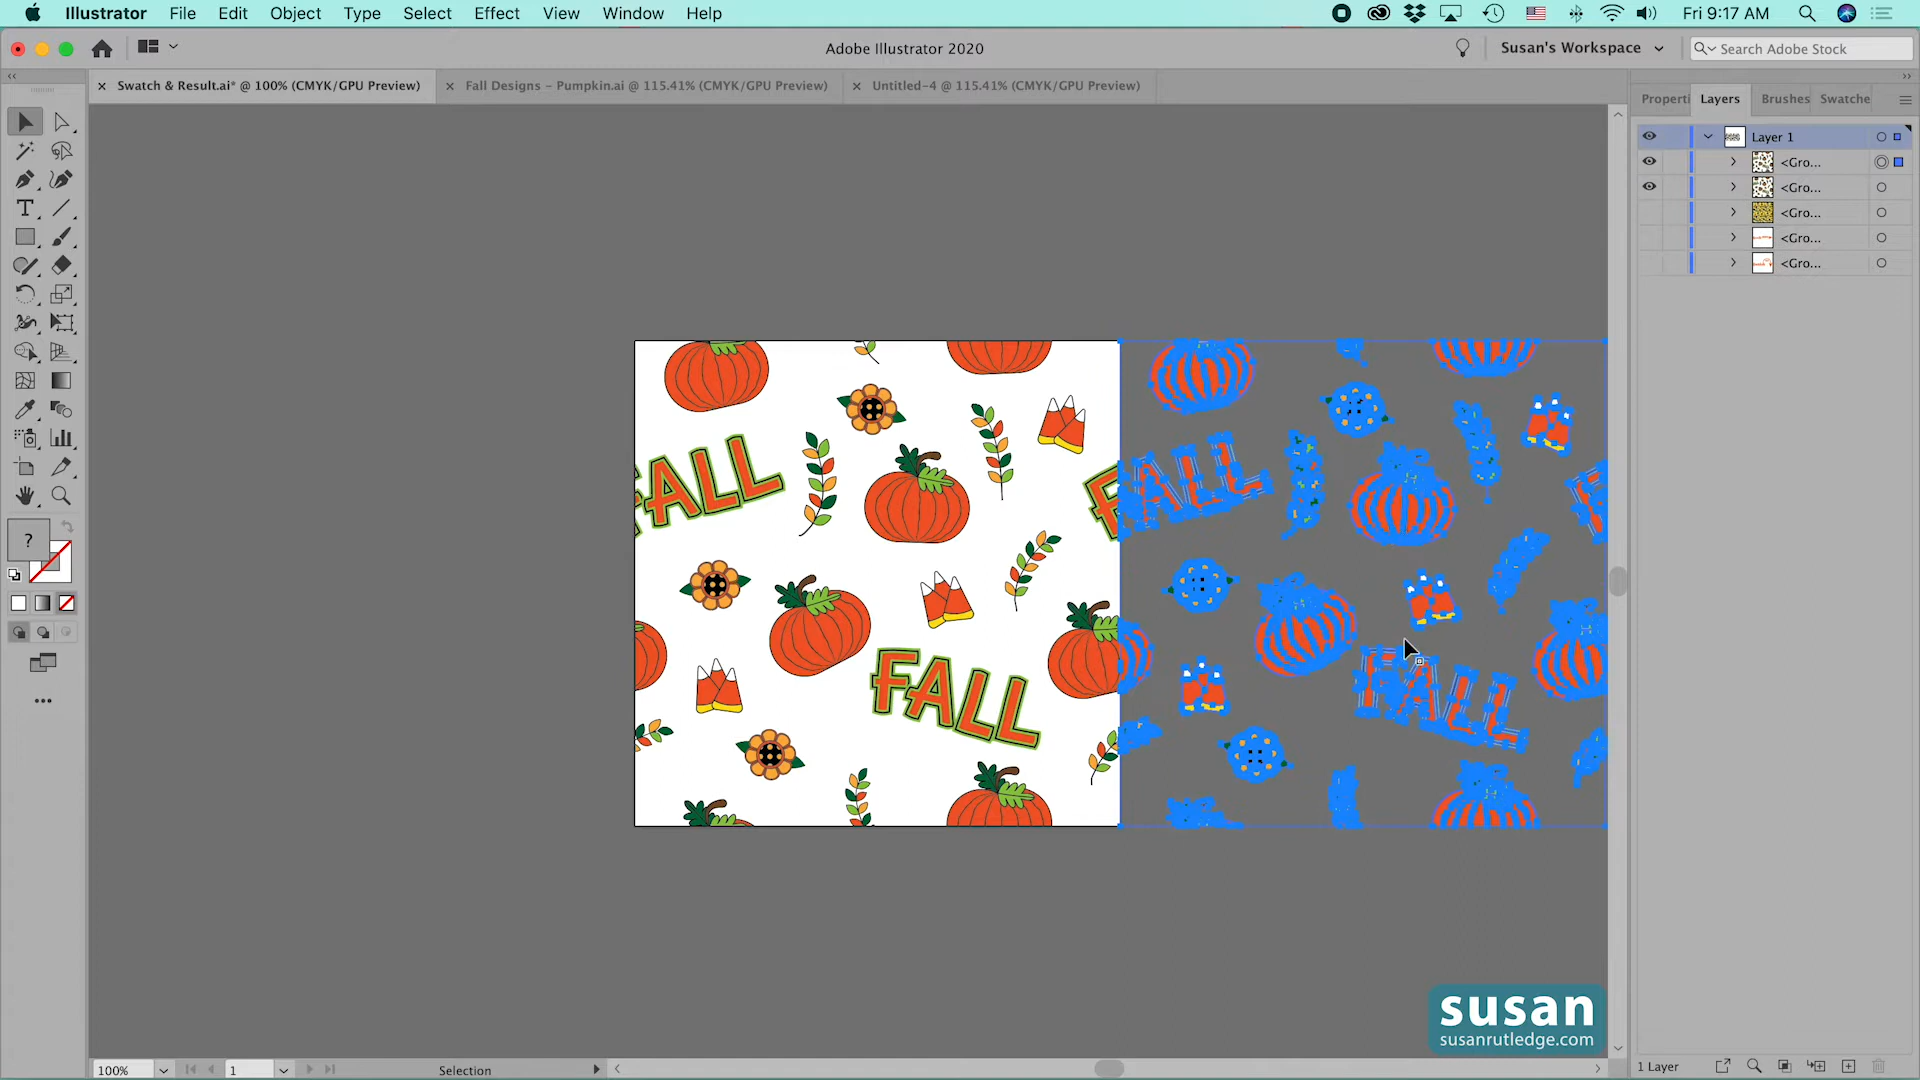 Illustrator File Edit Object Type Select Effect View Window Help Fri 9:17 AM
Adobe Illustrator 2020 Susan's Workspace Search Adobe Stock
Swatch & Result.ai* @ 100% (CMYK/GPU Preview) Fall Designs - Pumpkin.ai @ 115.41% (CMYK/GPU Preview) Untitled-4 @ 115.41% (CMYK/GPU Preview)
Properti Layers Brushes Swatche
Layer 1
<Gro...
<Gro...
<Gro...
<Gro...
<Gro...
FALL
FALL
FALL
FALL
?
susan
susanrutledge.com
100% 1 Selection 1 Layer